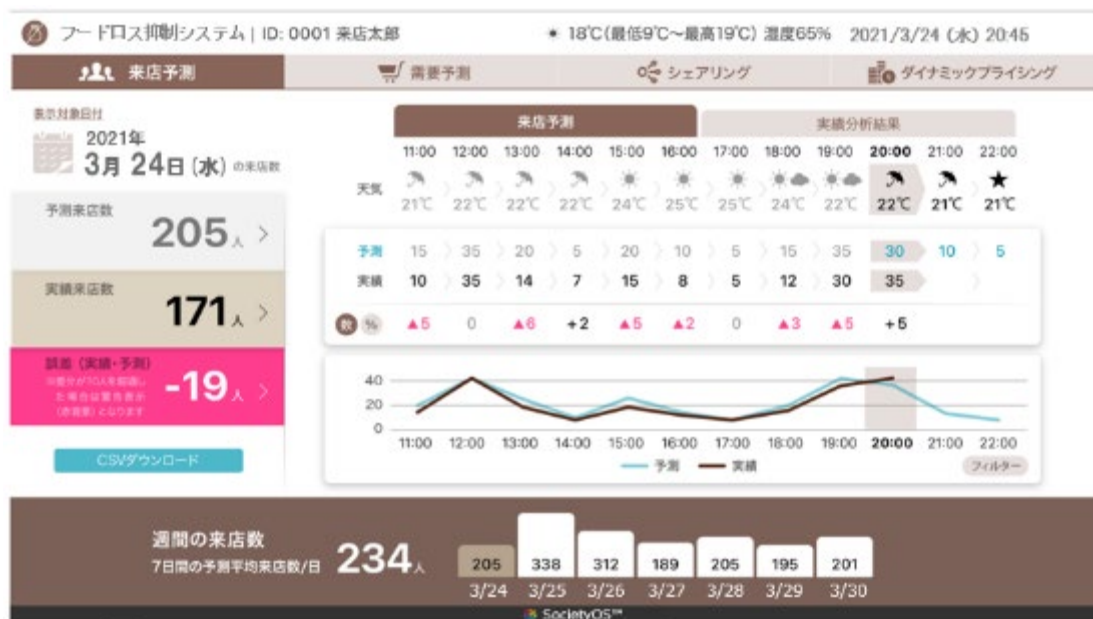 フードロス抑制システム | ID: 0001 来店太郎
18℃(最低9℃〜最高19℃) 湿度65% 2021/3/24 (水) 20:45
来店予測 需要予測 シェアリング ダイナミックプライシング
表示対象日付
2021年
3月 24日 (水) の来店数
予測来店数
205人 >
実績来店数
171人 >
誤差 (実績・予測)
-19人 >
CSVダウンロード
来店予測 実績分析結果
11:00 12:00 13:00 14:00 15:00 16:00 17:00 18:00 19:00 20:00 21:00 22:00
天気
21℃ 22℃ 22℃ 22℃ 24℃ 25℃ 25℃ 24℃ 22℃ 22℃ 21℃ 21℃
予測 15 35 20 5 20 10 5 15 35 30 10 5
実績 10 35 14 7 15 8 5 12 30 35
数 % ▲5 0 ▲6 +2 ▲5 ▲2 0 ▲3 ▲5 +5
40
20
0
11:00 12:00 13:00 14:00 15:00 16:00 17:00 18:00 19:00 20:00 21:00 22:00
予測 実績
フィルター
週間の来店数
7日間の予測平均来店数/日 234人
205 338 312 189 205 195 201
3/24 3/25 3/26 3/27 3/28 3/29 3/30
SocietyOS™